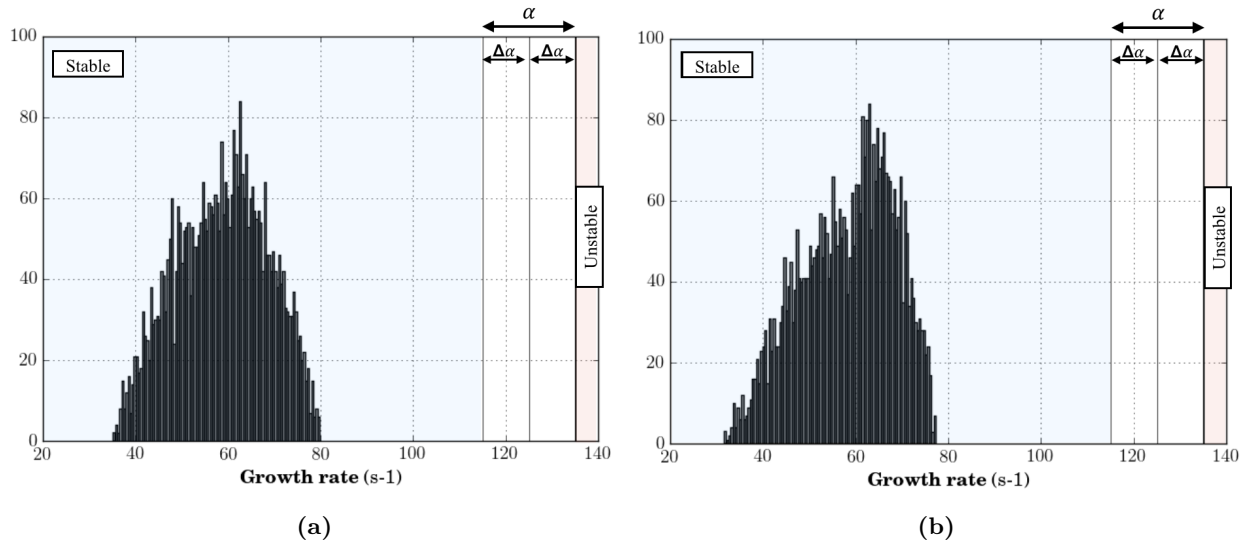 α
Δα Δα
100
Stable
80
60
40
20
0
Unstable
20 40 60 80 100 120 140
Growth rate (s-1)
(a)
α
Δα Δα
100
Stable
80
60
40
20
0
Unstable
20 40 60 80 100 120 140
Growth rate (s-1)
(b)